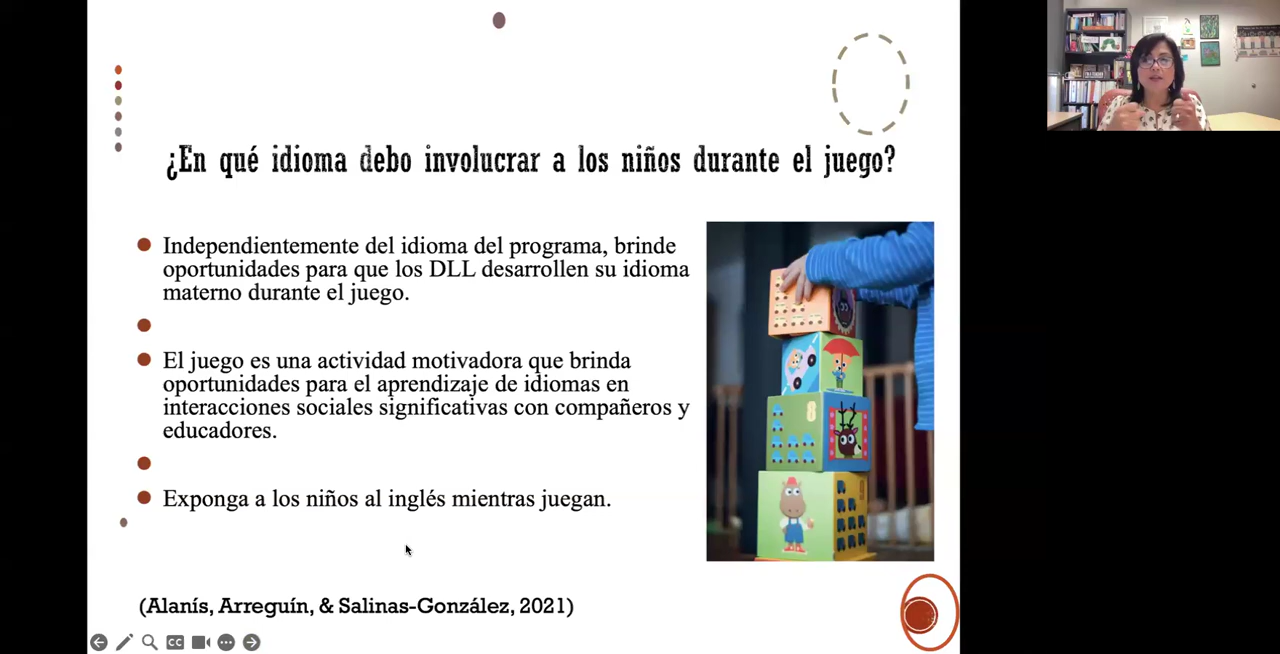 ¿En qué idioma debo involucrar a los niños durante el juego?
Independientemente del idioma del programa, brinde
oportunidades para que los DLL desarrollen su idioma
materno durante el juego.
El juego es una actividad motivadora que brinda
oportunidades para el aprendizaje de idiomas en
interacciones sociales significativas con compañeros y
educadores.
Exponga a los niños al inglés mientras juegan.
(Alanís, Arreguín, & Salinas-González, 2021)
8
CC